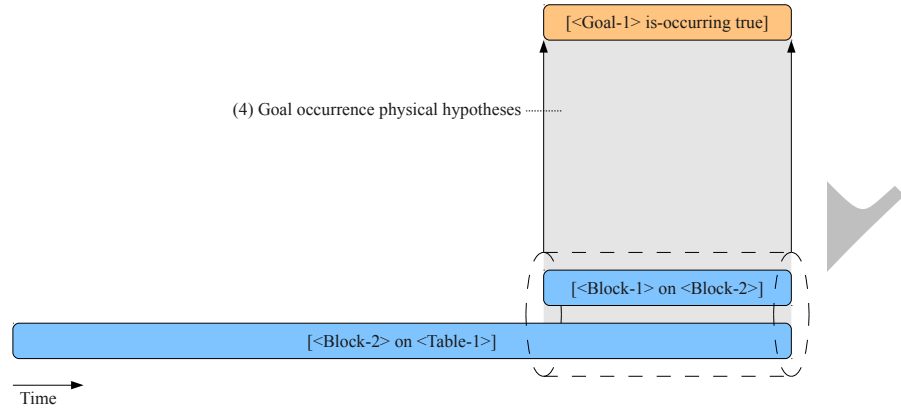 [<Goal-1> is-occurring true]
(4) Goal occurrence physical hypotheses
[<Block-1> on <Block-2>]
[<Block-2> on <Table-1>]
Time